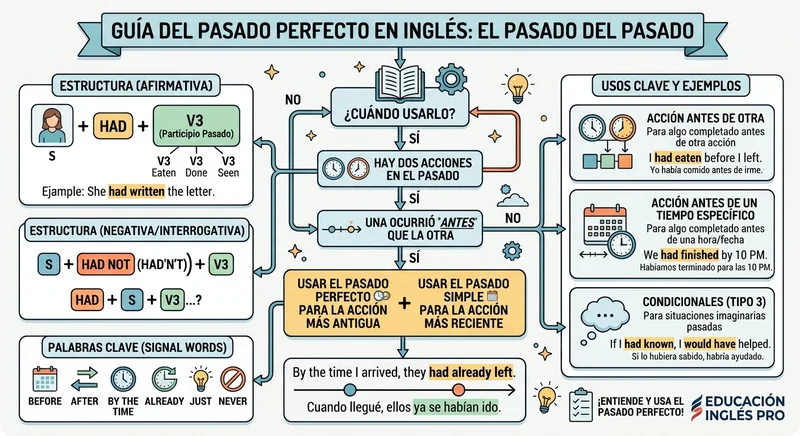 GUÍA DEL PASADO PERFECTO EN INGLÉS: EL PASADO DEL PASADO
ESTRUCTURA (AFIRMATIVA)
S
+
HAD
+
V3
(Participio Pasado)
V3 V3 V3
Eaten Done Seen
Ejample: She had written the letter.
ESTRUCTURA (NEGATIVA/INTERROGATIVA)
S + HAD NOT (HAD'N'T)) + V3
HAD + S + V3...?
PALABRAS CLAVE (SIGNAL WORDS)
BEFORE
AFTER
BY THE
TIME
ALREADY
JUST
NEVER
¿CUÁNDO USARLO?
NO
SÍ
HAY DOS ACCIONES
EN EL PASADO
SÍ
UNA OCURRIÓ 'ANTES'
QUE LA OTRA
NO
SÍ
USAR EL PASADO
PERFECTO
PARA LA ACCIÓN
MÁS ANTIGUA
+
USAR EL PASADO
SIMPLE
PARA LA ACCIÓN
MÁS RECIENTE
By the time I arrived, they had already left.
Cuando llegué, ellos ya se habían ido.
USOS CLAVE Y EJEMPLOS
ACCIÓN ANTES DE OTRA
Para algo completado antes
de otra acción
I had eaten before I left.
Yo había comido antes de irme.
ACCIÓN ANTES DE UN
TIEMPO ESPECÍFICO
Para algo completado antes
de una hora/fecha
We had finished by 10 PM.
Habíamos terminado para las 10 PM.
CONDICIONALES (TIPO 3)
Para situaciones imaginarias
pasadas
If I had known, I would have helped.
Si lo hubiera sabido, habría ayudado.
¡ENTIENDE Y USA EL
PASADO PERFECTO!
EDUCACIÓN
INGLÉS PRO